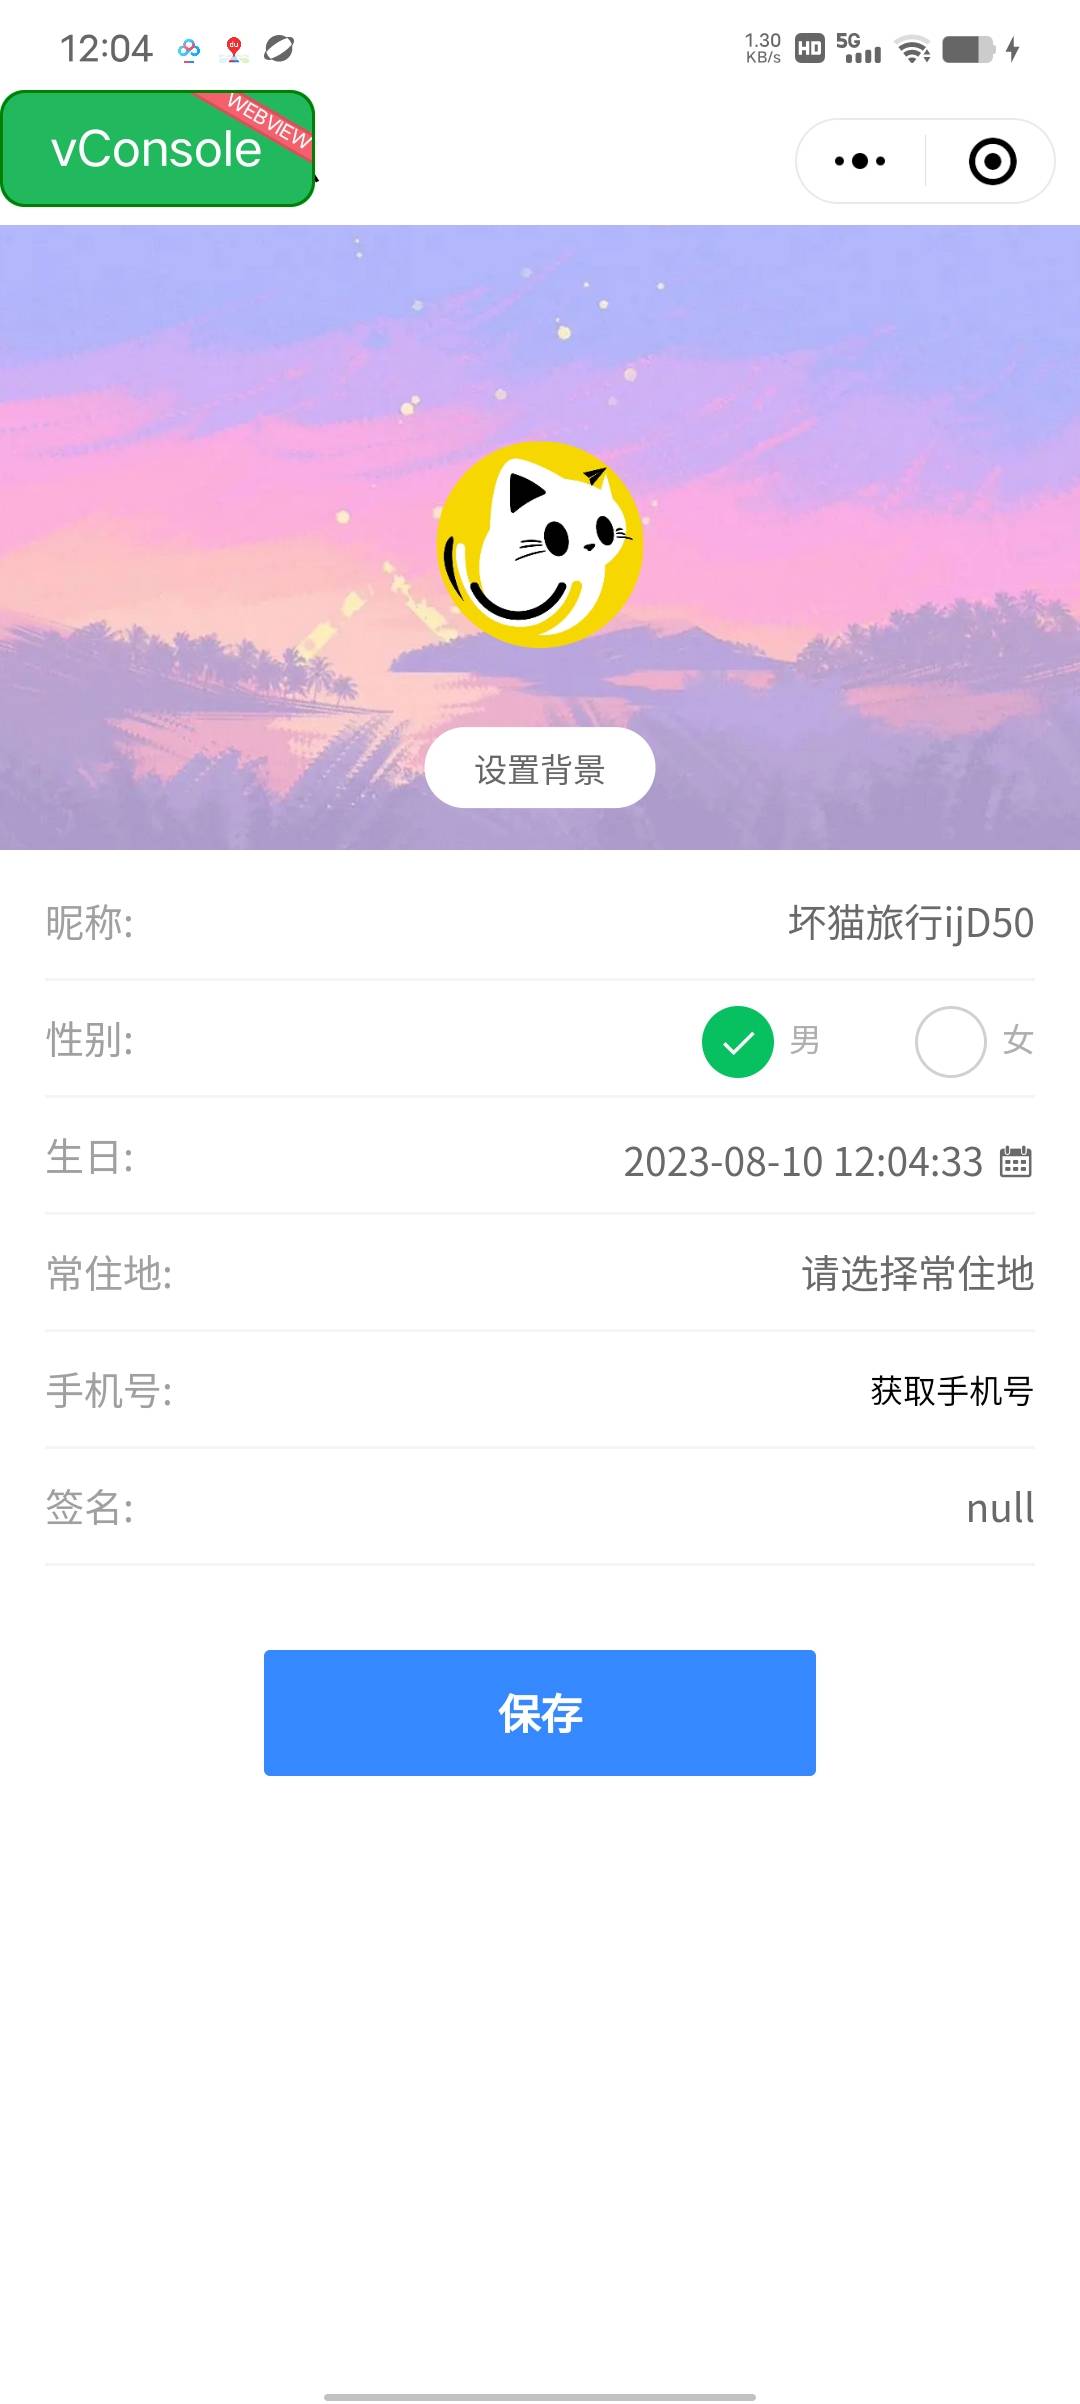 12:04
1.30
KB/s
HD
5G
vConsole
WEBVIEW
设置背景
昵称:
坏猫旅行ijD50
性别:
男
女
生日:
2023-08-10 12:04:33
常住地:
请选择常住地
手机号:
获取手机号
签名:
null
保存